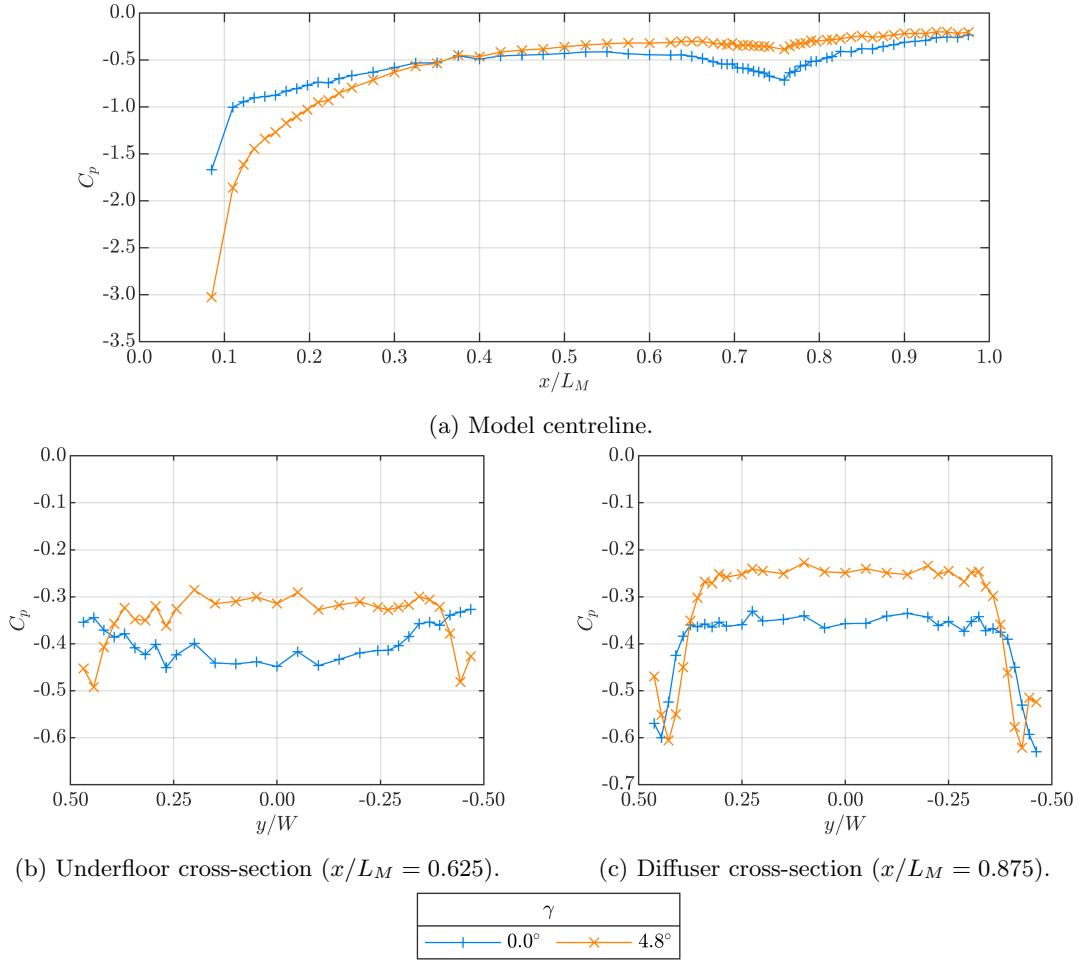 0.0
-0.5
-1.0
-1.5
-2.0
-2.5
-3.0
-3.5
C_p
0.0 0.1 0.2 0.3 0.4 0.5 0.6 0.7 0.8 0.9 1.0
x/L_M
(a) Model centreline.
0.0
-0.1
-0.2
-0.3
-0.4
-0.5
-0.6
C_p
0.50 0.25 0.00 -0.25 -0.50
y/W
(b) Underfloor cross-section (x/L_M = 0.625).
0.0
-0.1
-0.2
-0.3
-0.4
-0.5
-0.6
-0.7
C_p
0.50 0.25 0.00 -0.25 -0.50
y/W
(c) Diffuser cross-section (x/L_M = 0.875).
γ
0.0° 4.8°